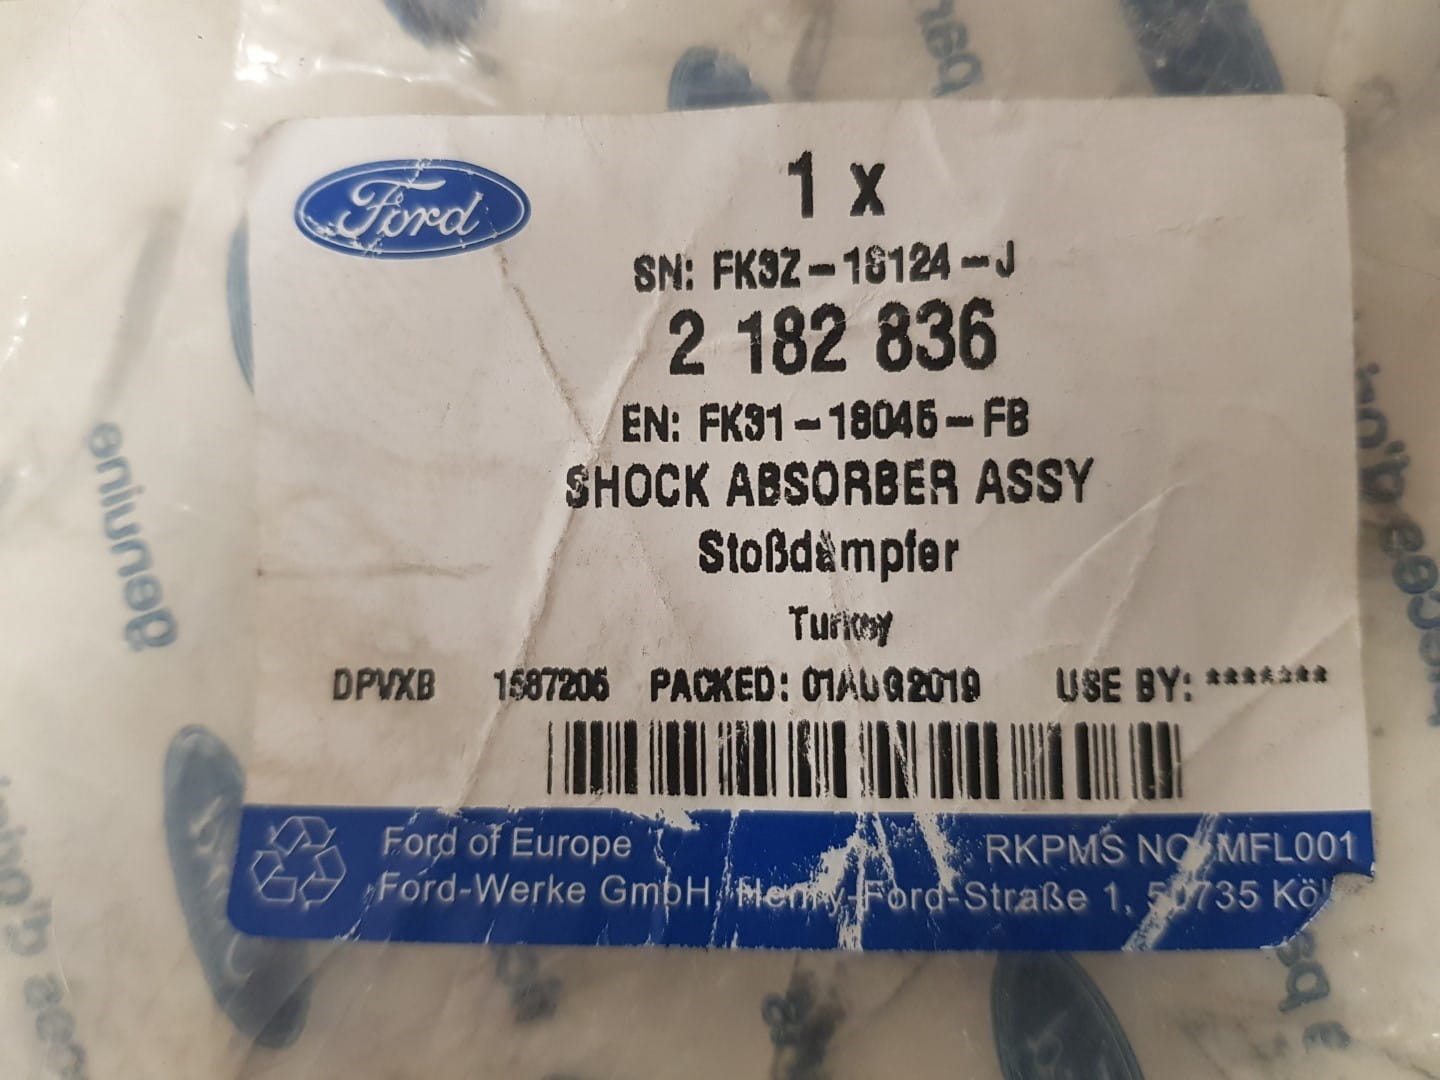 Ford
1 x
SN: FK3Z-18124-J
2 182 836
EN: FK31-18045-FB
SHOCK ABSORBER ASSY
Stoßdämpfer
Turkey
DPVXB 1587205 PACKED: 01AUG2019 USE BY: *******
Ford of Europe RKPMS NO. MFL001
Ford-Werke GmbH, Henry-Ford-Straße 1, 50735
genuine